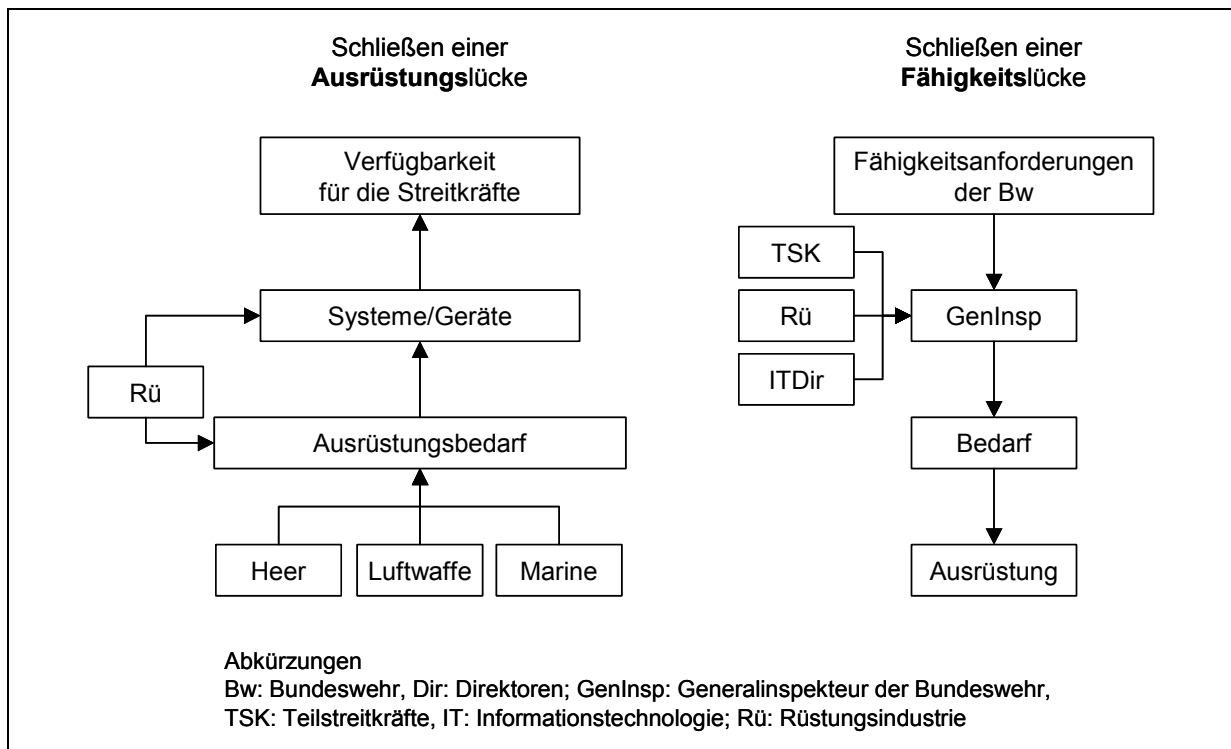 Schließen einer
Ausrüstungslücke
Verfügbarkeit
für die Streitkräfte
Systeme/Geräte
Rü
Ausrüstungsbedarf
Heer
Luftwaffe
Marine
Schließen einer
Fähigkeitslücke
Fähigkeitsanforderungen
der Bw
TSK
Rü
ITDir
GenInsp
Bedarf
Ausrüstung
Abkürzungen
Bw: Bundeswehr, Dir: Direktoren; GenInsp: Generalinspekteur der Bundeswehr,
TSK: Teilstreitkräfte, IT: Informationstechnologie; Rü: Rüstungsindustrie